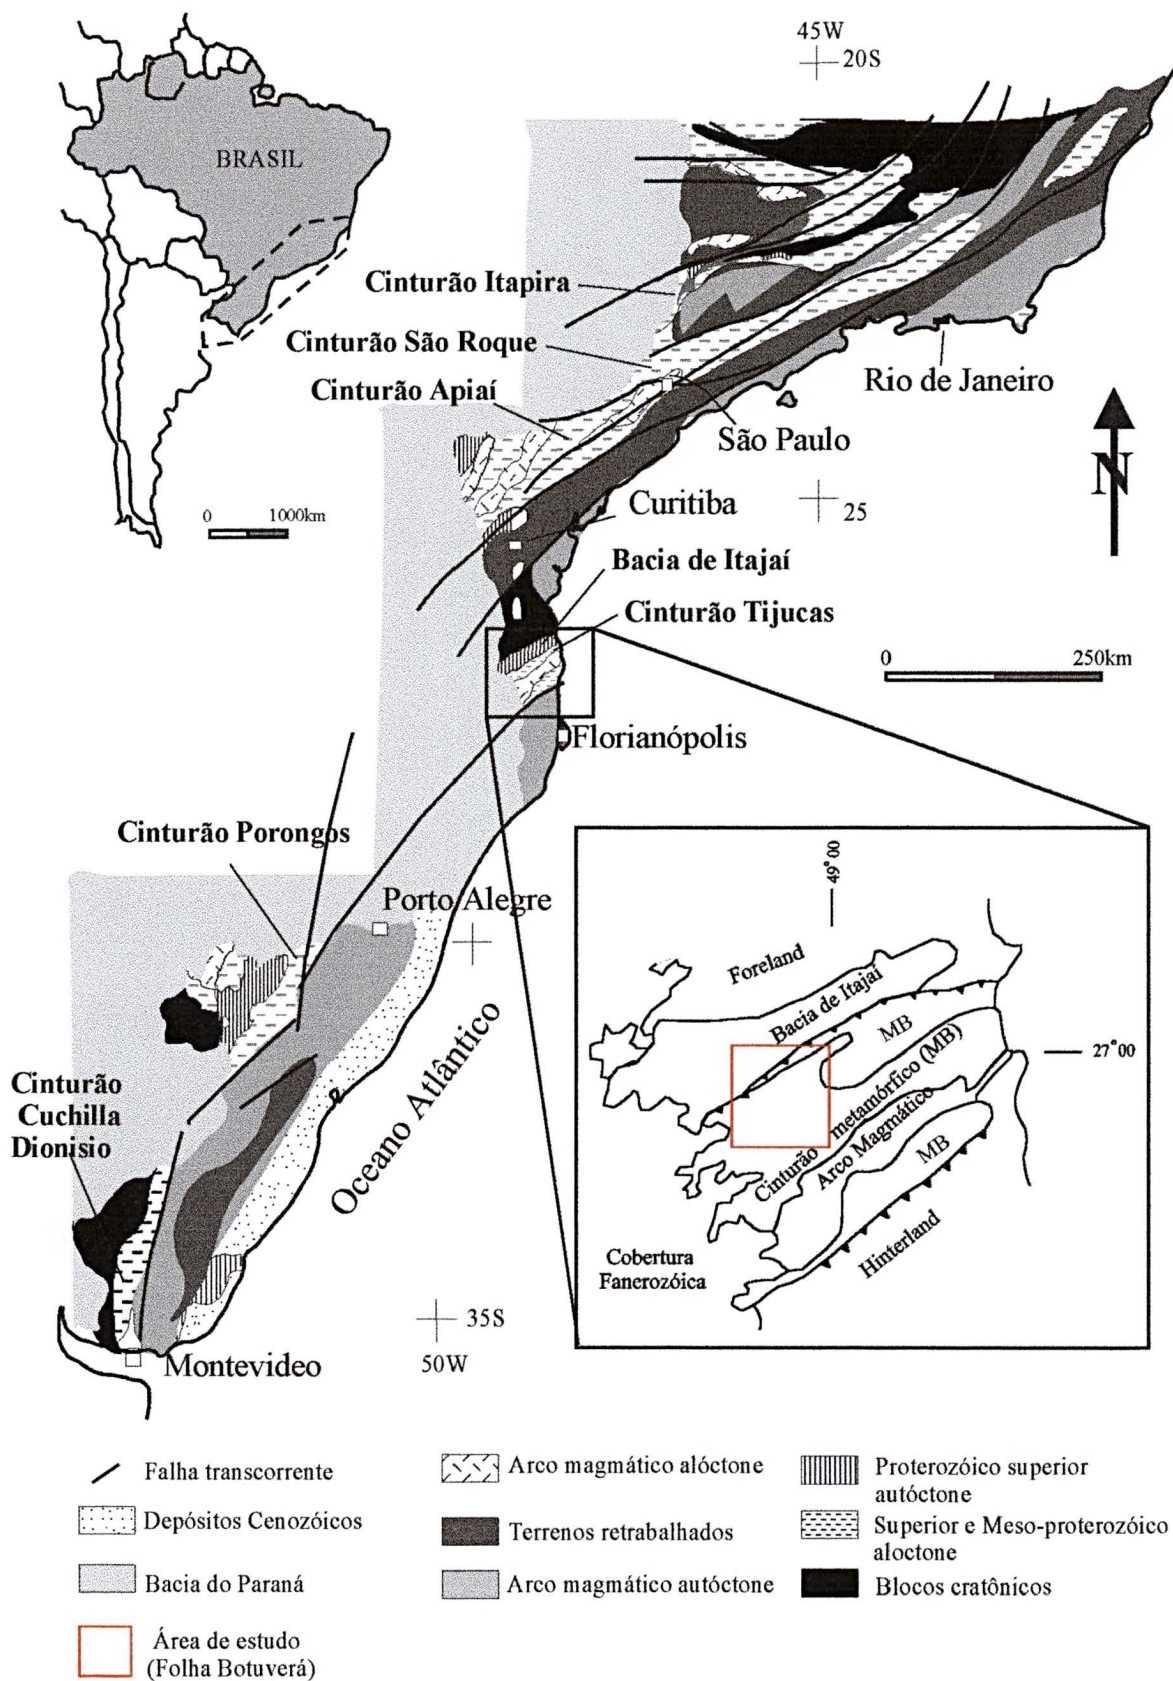 45W
20S
BRASIL
Cinturão Itapira
Cinturão São Roque
Cinturão Apiaí
Rio de Janeiro
São Paulo
N
0 1000km
25
Curitiba
Bacia de Itajaí
Cinturão Tijucas
0 250km
Florianópolis
Cinturão Porongos
Porto Alegre
49°00
Foreland
Bacia de Itajaí
MB
27°00
Cinturão metamórfico (MB)
Arco Magmático
MB
Hinterland
Cobertura
Fanerozóica
Oceano Atlântico
Cinturão
Cuchilla
Dionisio
35S
50W
Montevideo
Falha transcorrente
Depósitos Cenozóicos
Bacia do Paraná
Área de estudo
(Folha Botuverá)
Arco magmático alóctone
Terrenos retrabalhados
Arco magmático autóctone
Proterozóico superior
autóctone
Superior e Meso-proterozóico
aloctone
Blocos cratônicos